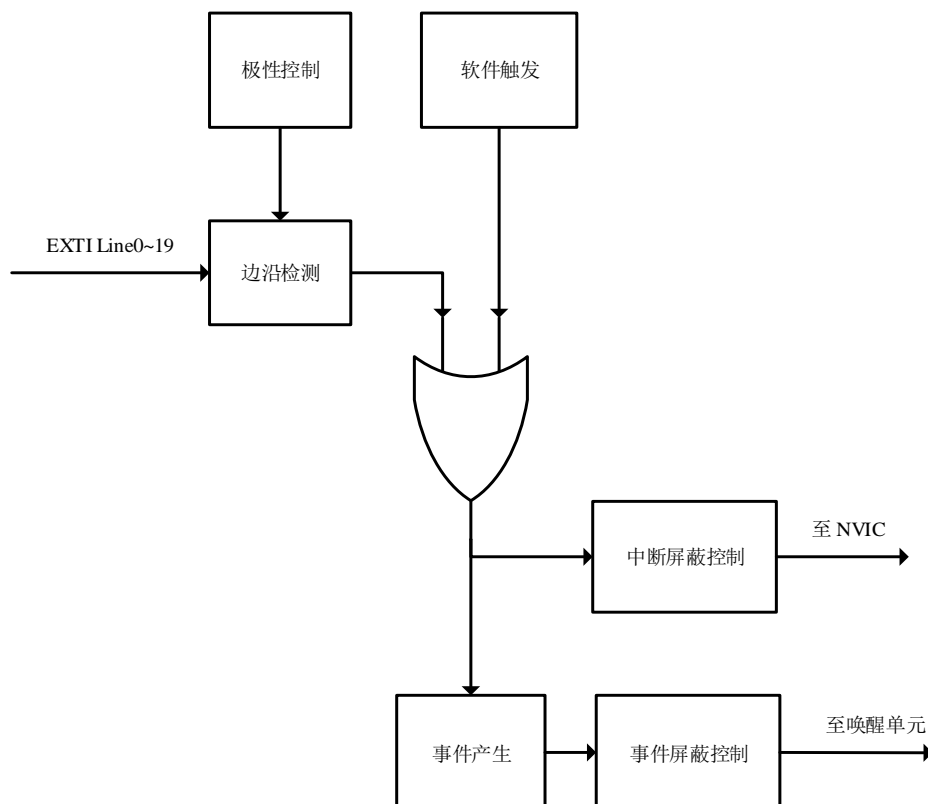 极性控制
软件触发
EXTI Line0~19
边沿检测
至 NVIC
中断屏蔽控制
至唤醒单元
事件产生
事件屏蔽控制